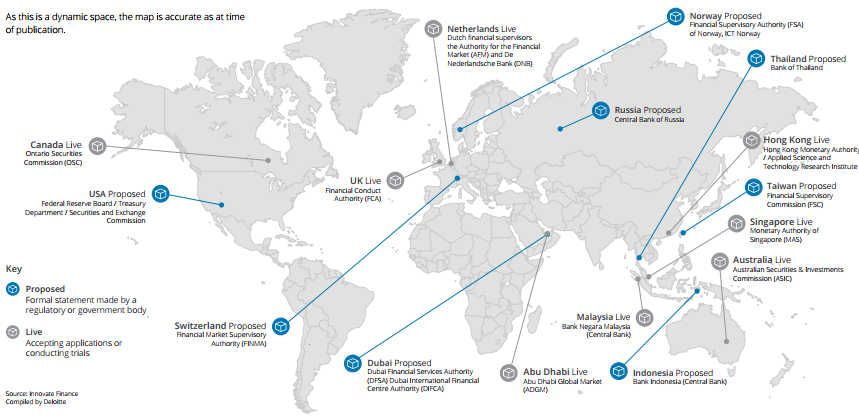 As this is a dynamic space, the map is accurate as at time
of publication.
Netherlands Live
Dutch financial supervisors
the Authority for the Financial
Market (AFM) and De
Nederlandsche Bank (DNB)
Norway Proposed
Financial Supervisory Authority (FSA)
of Norway, ICT Norway
Thailand Proposed
Bank of Thailand
Russia Proposed
Central Bank of Russia
Canada Live
Ontario Securities
Commission (OSC)
Hong Kong Live
Hong Kong Monetary Authority
/ Applied Science and
Technology Research Institute
UK Live
Financial Conduct
Authority (FCA)
USA Proposed
Federal Reserve Board / Treasury
Department / Securities and Exchange
Commission
Taiwan Proposed
Financial Supervisory
Commission (FSC)
Singapore Live
Monetary Authority of
Singapore (MAS)
Australia Live
Australian Securities & Investments
Commission (ASIC)
Key
Proposed
Formal statement made by a
regulatory or government body
Live
Accepting applications or
conducting trials
Switzerland Proposed
Financial Market Supervisory
Authority (FINMA)
Malaysia Live
Bank Negara Malaysia
(Central Bank)
Dubai Proposed
Dubai Financial Services Authority
(DFSA) Dubai International Financial
Centre Authority (DIFCA)
Abu Dhabi Live
Abu Dhabi Global Market
(ADGM)
Indonesia Proposed
Bank Indonesia (Central Bank)
Source: Innovate Finance
Compiled by Deloitte